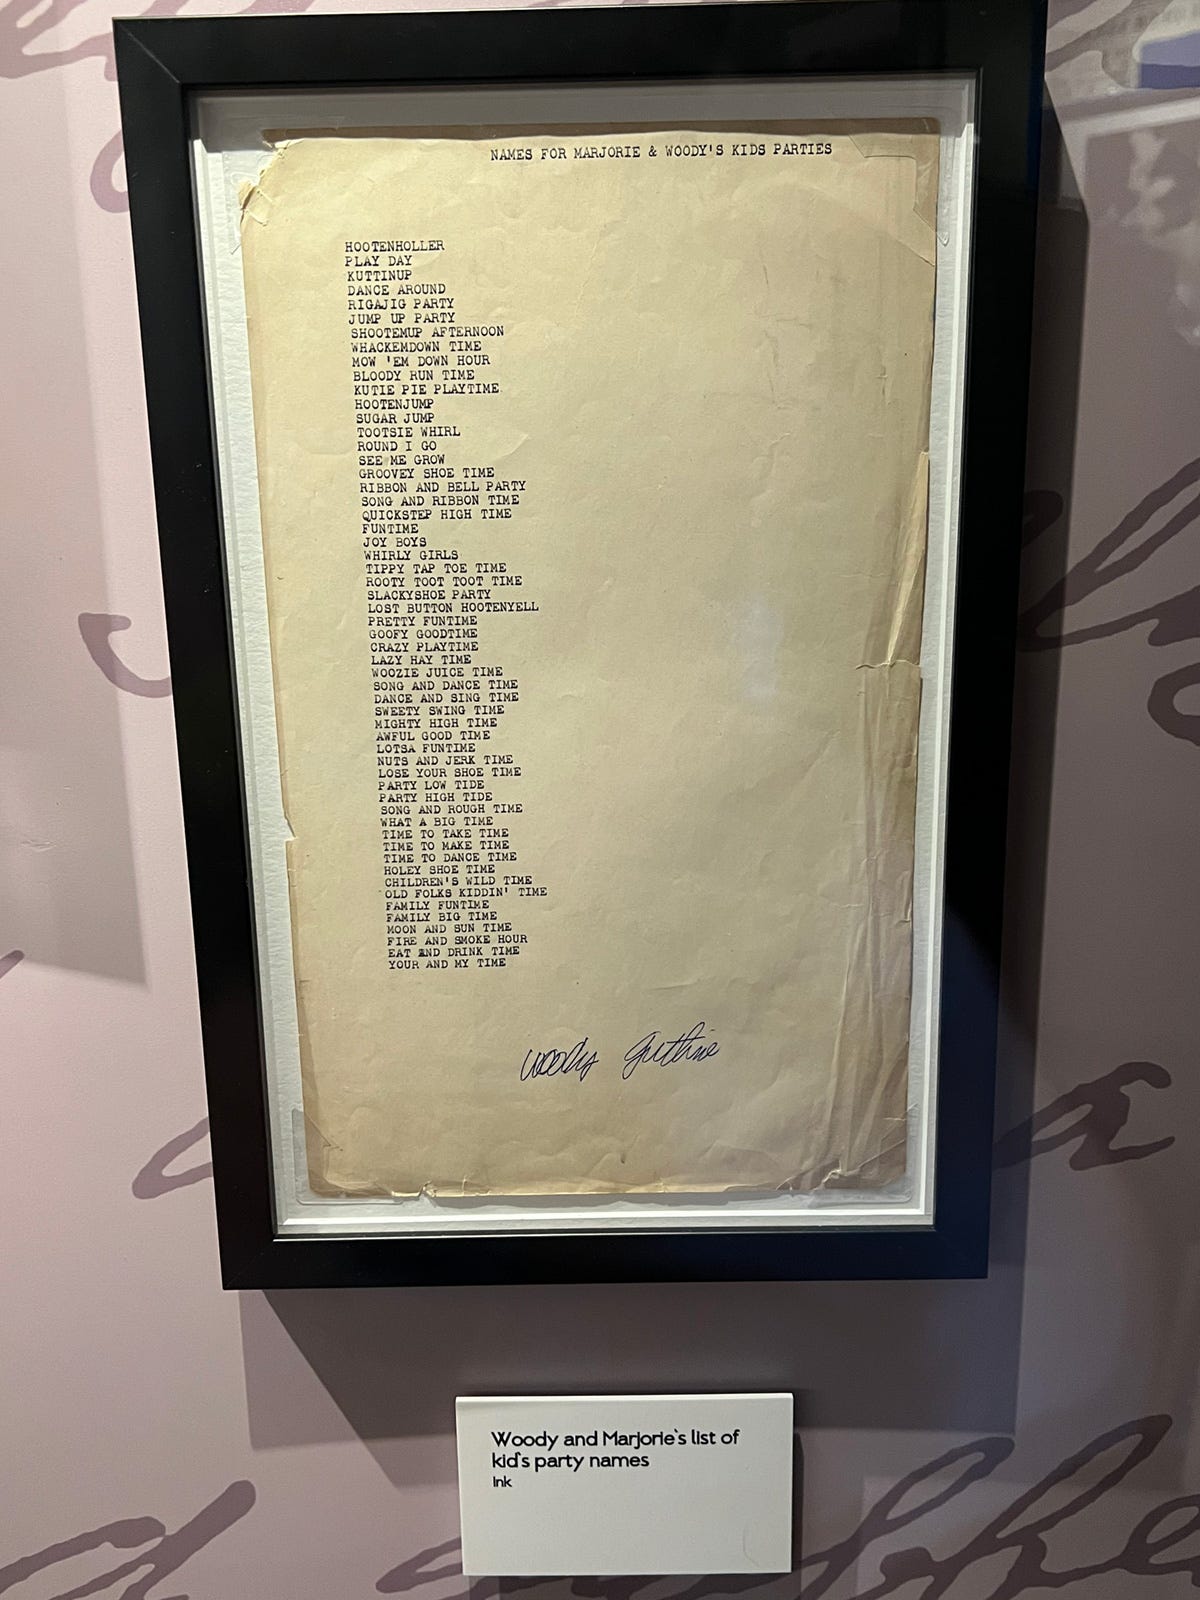 NAMES FOR MARJORIE & WOODY'S KIDS PARTIES
HOOTENHOLLER
PLAY DAY
KUTTINUP
DANCE AROUND
RIGAJIG PARTY
JUMP UP PARTY
SHOOTEMUP AFTERNOON
WHACKEMDOWN TIME
MOW 'EM DOWN HOUR
BLOODY RUN TIME
KUTIE PIE PLAYTIME
HOOTENJUMP
SUGAR JUMP
TOOTSIE WHIRL
ROUND I GO
SEE ME GROW
GROOVEY SHOE TIME
RIBBON AND BELL PARTY
SONG AND RIBBON TIME
QUICKSTEP HIGH TIME
FUNTIME
JOY BOYS
WHIRLY GIRLS
TIPPY TAP TOE TIME
ROOTY TOOT TOOT TIME
SLACKYSHOE PARTY
LOST BUTTON HOOTENYELL
PRETTY FUNTIME
GOOFY GOODTIME
CRAZY PLAYTIME
LAZY HAY TIME
WOOZIE JUICE TIME
SONG AND DANCE TIME
DANCE AND SING TIME
SWEETY SWING TIME
MIGHTY HIGH TIME
AWFUL GOOD TIME
LOTSA FUNTIME
NUTS AND JERK TIME
LOSE YOUR SHOE TIME
PARTY LOW TIDE
PARTY HIGH TIDE
SONG AND ROUGH TIME
WHAT A BIG TIME
TIME TO TAKE TIME
TIME TO MAKE TIME
TIME TO DANCE TIME
HOLEY SHOE TIME
CHILDREN'S WILD TIME
OLD FOLKS KIDDIN' TIME
FAMILY FUNTIME
FAMILY BIG TIME
MOON AND SUN TIME
FIRE AND SMOKE HOUR
EAT AND DRINK TIME
YOUR AND MY TIME
Woody Guthrie
Woody and Marjorie's list of
kid's party names
Ink